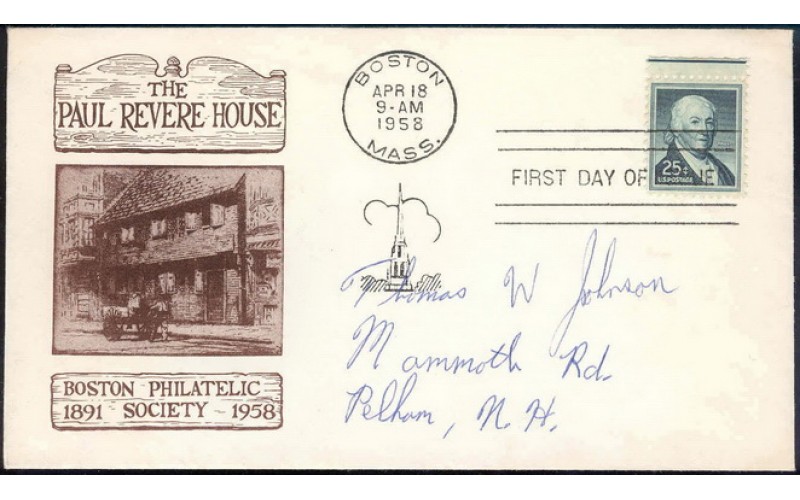 THE
PAUL REVERE HOUSE
BOSTON PHILATELIC
1891 - SOCIETY - 1958
BOSTON
APR 18
9-AM
1958
MASS.
FIRST DAY OF
25¢
U.S. POSTAGE
Thomas W Johnson
Mammoth Rd.
Pelham, N.H.